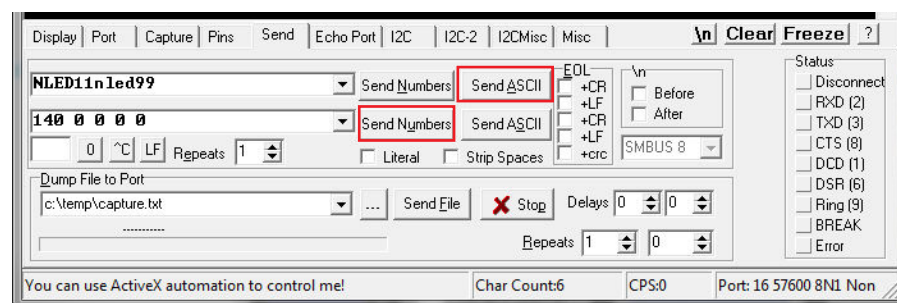 Display Port Capture Pins Send Echo Port I2C I2C-2 I2CMisc Misc \n Clear Freeze ?
NLED11nled99 Send Numbers Send ASCII
EOL
+CR
+LF
+CR
+LF
+crc
\n
Before
After
SMBUS 8
140 0 0 0 0 Send Numbers Send ASCII
0 ^C LF Repeats 1 Literal Strip Spaces
Dump File to Port
c:\temp\capture.txt ... Send File Stop Delays 0 0
----------- Repeats 1 0
Status
Disconnect
RXD (2)
TXD (3)
CTS (8)
DCD (1)
DSR (6)
Ring (9)
BREAK
Error
You can use ActiveX automation to control me! Char Count:6 CPS:0 Port: 16 57600 8N1 Non